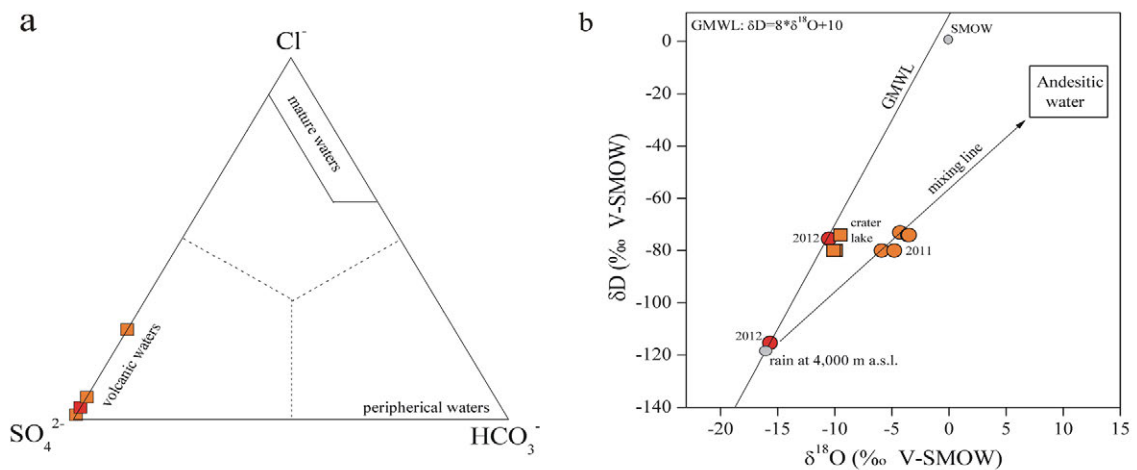 a
Cl⁻
mature waters
volcanic waters
peripherical waters
SO₄²⁻
HCO₃⁻
b
GMWL: δD=8*δ¹⁸O+10
SMOW
GMWL
Andesitic
water
mixing line
2012
crater
lake
2011
2012
rain at 4,000 m a.s.l.
0
-20
-40
-60
-80
-100
-120
-140
δD (‰ V-SMOW)
-20
-15
-10
-5
0
5
10
15
δ¹⁸O (‰ V-SMOW)